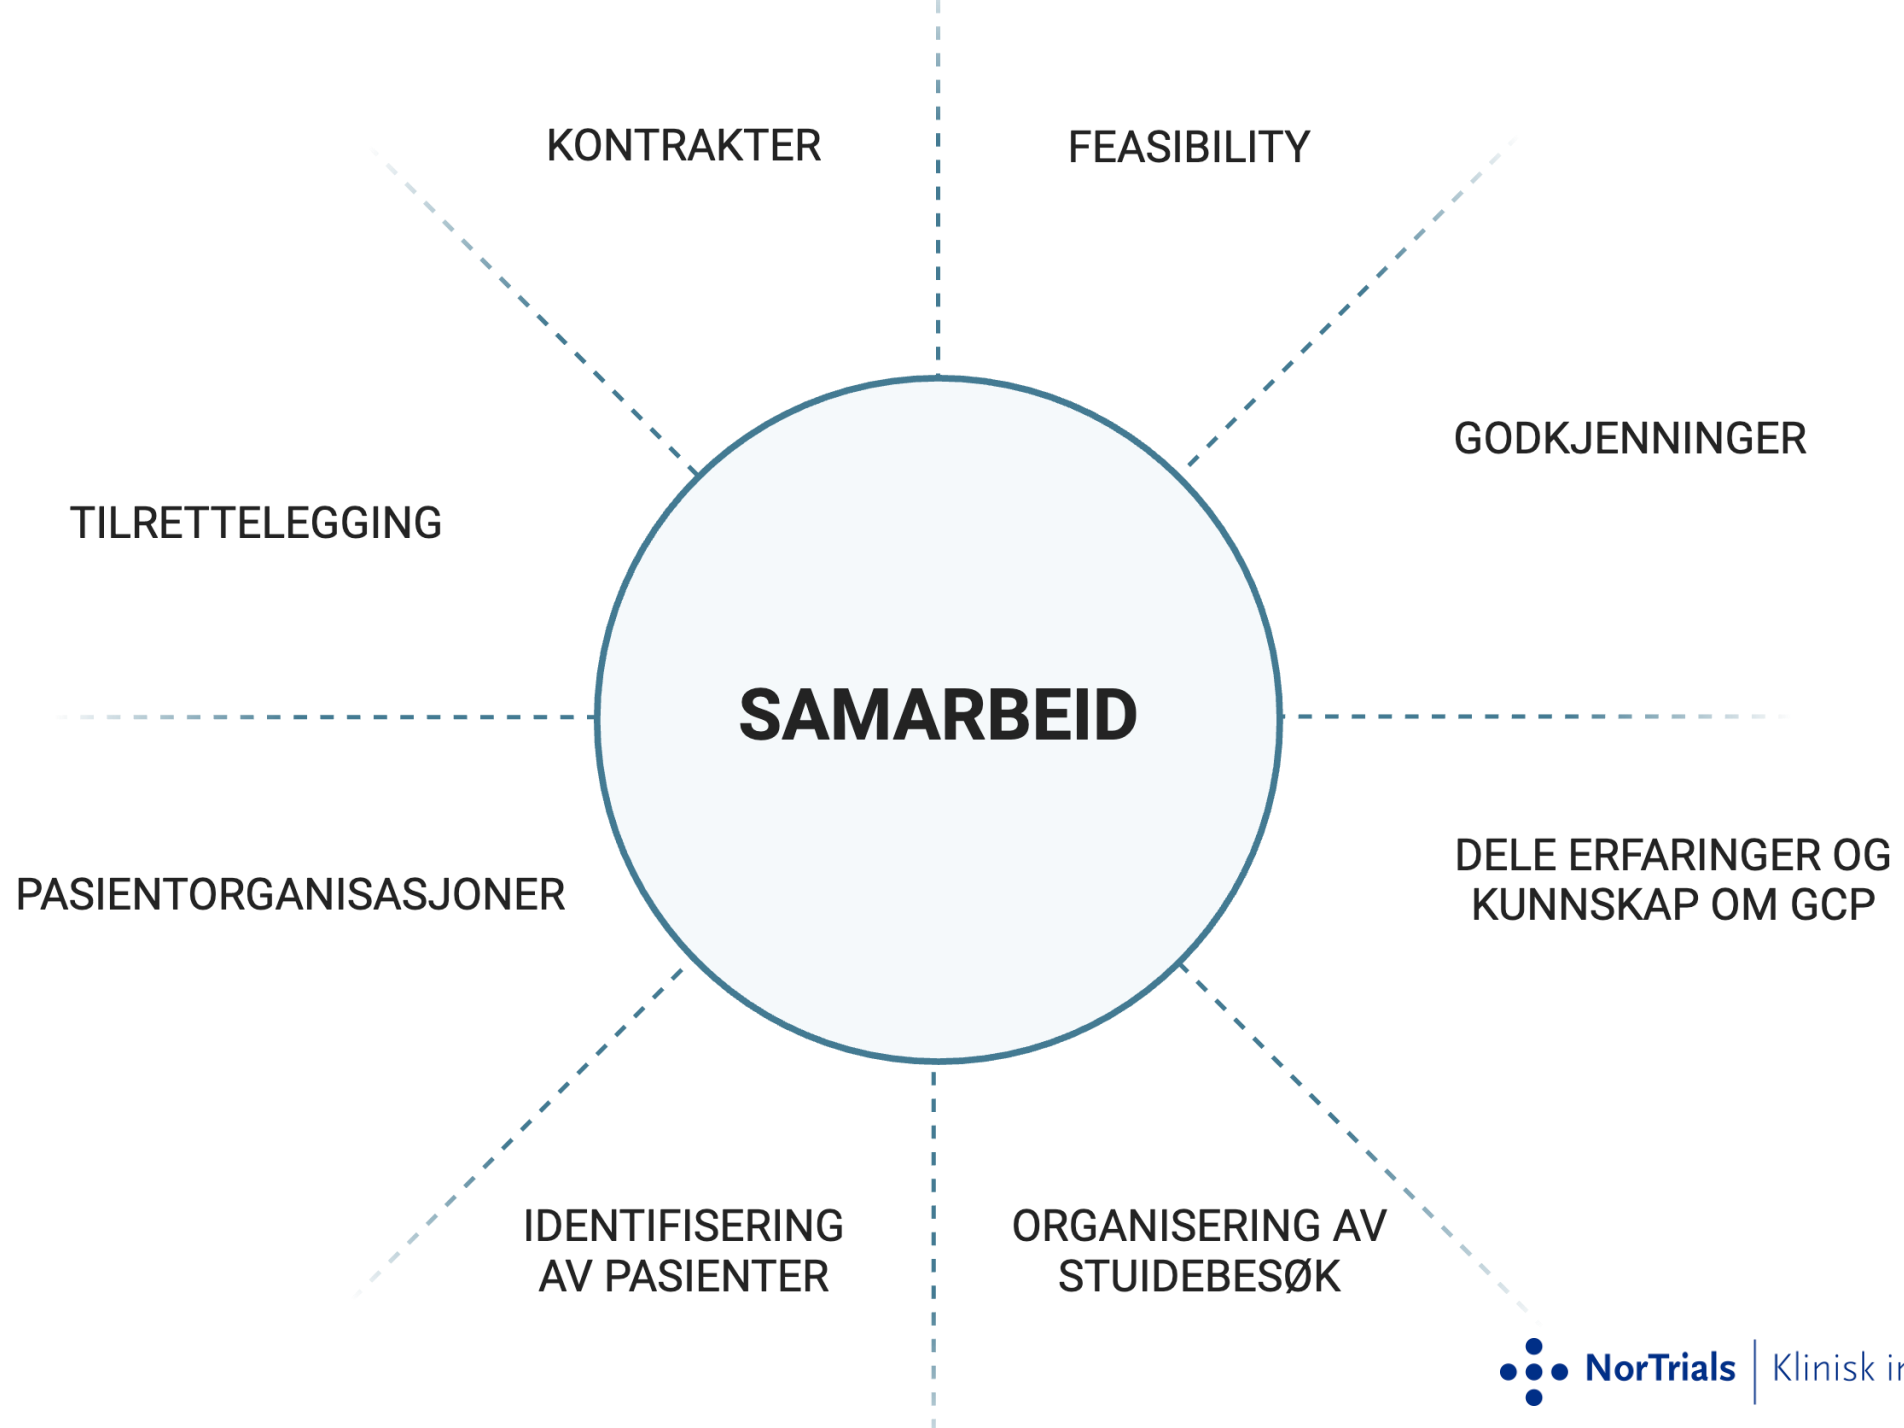 KONTRAKTER
FEASIBILITY
GODKJENNINGER
TILRETTELEGGING
SAMARBEID
PASIENTORGANISASJONER
DELE ERFARINGER OG
KUNNSKAP OM GCP
IDENTIFISERING
AV PASIENTER
ORGANISERING AV
STUIDEBESØK
NorTrials
Klinisk